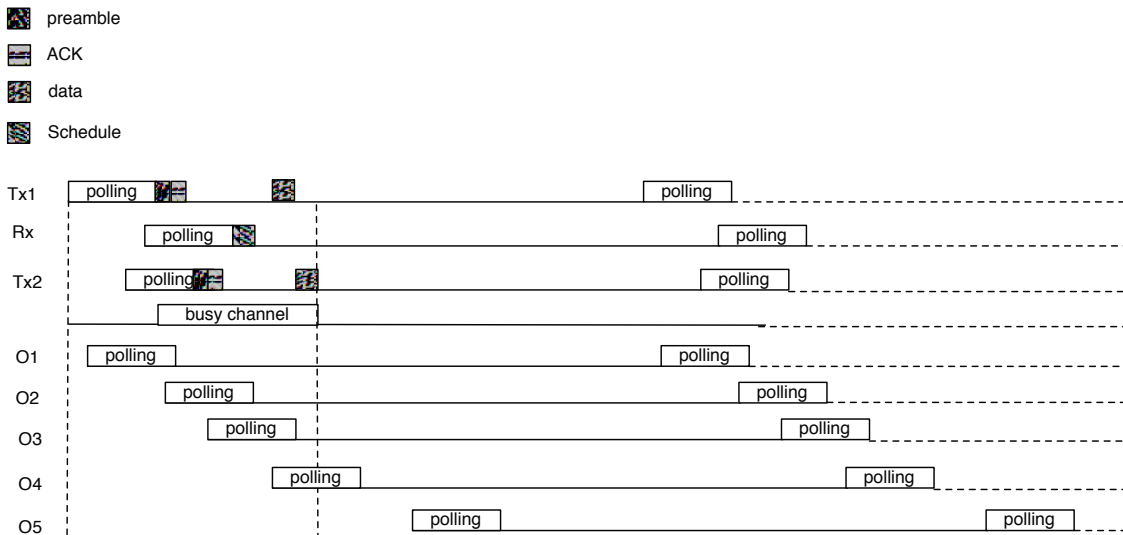 preamble
ACK
data
Schedule
Tx1 polling polling
Rx polling polling
Tx2 polling polling
busy channel
O1 polling polling
O2 polling polling
O3 polling polling
O4 polling polling
O5 polling polling